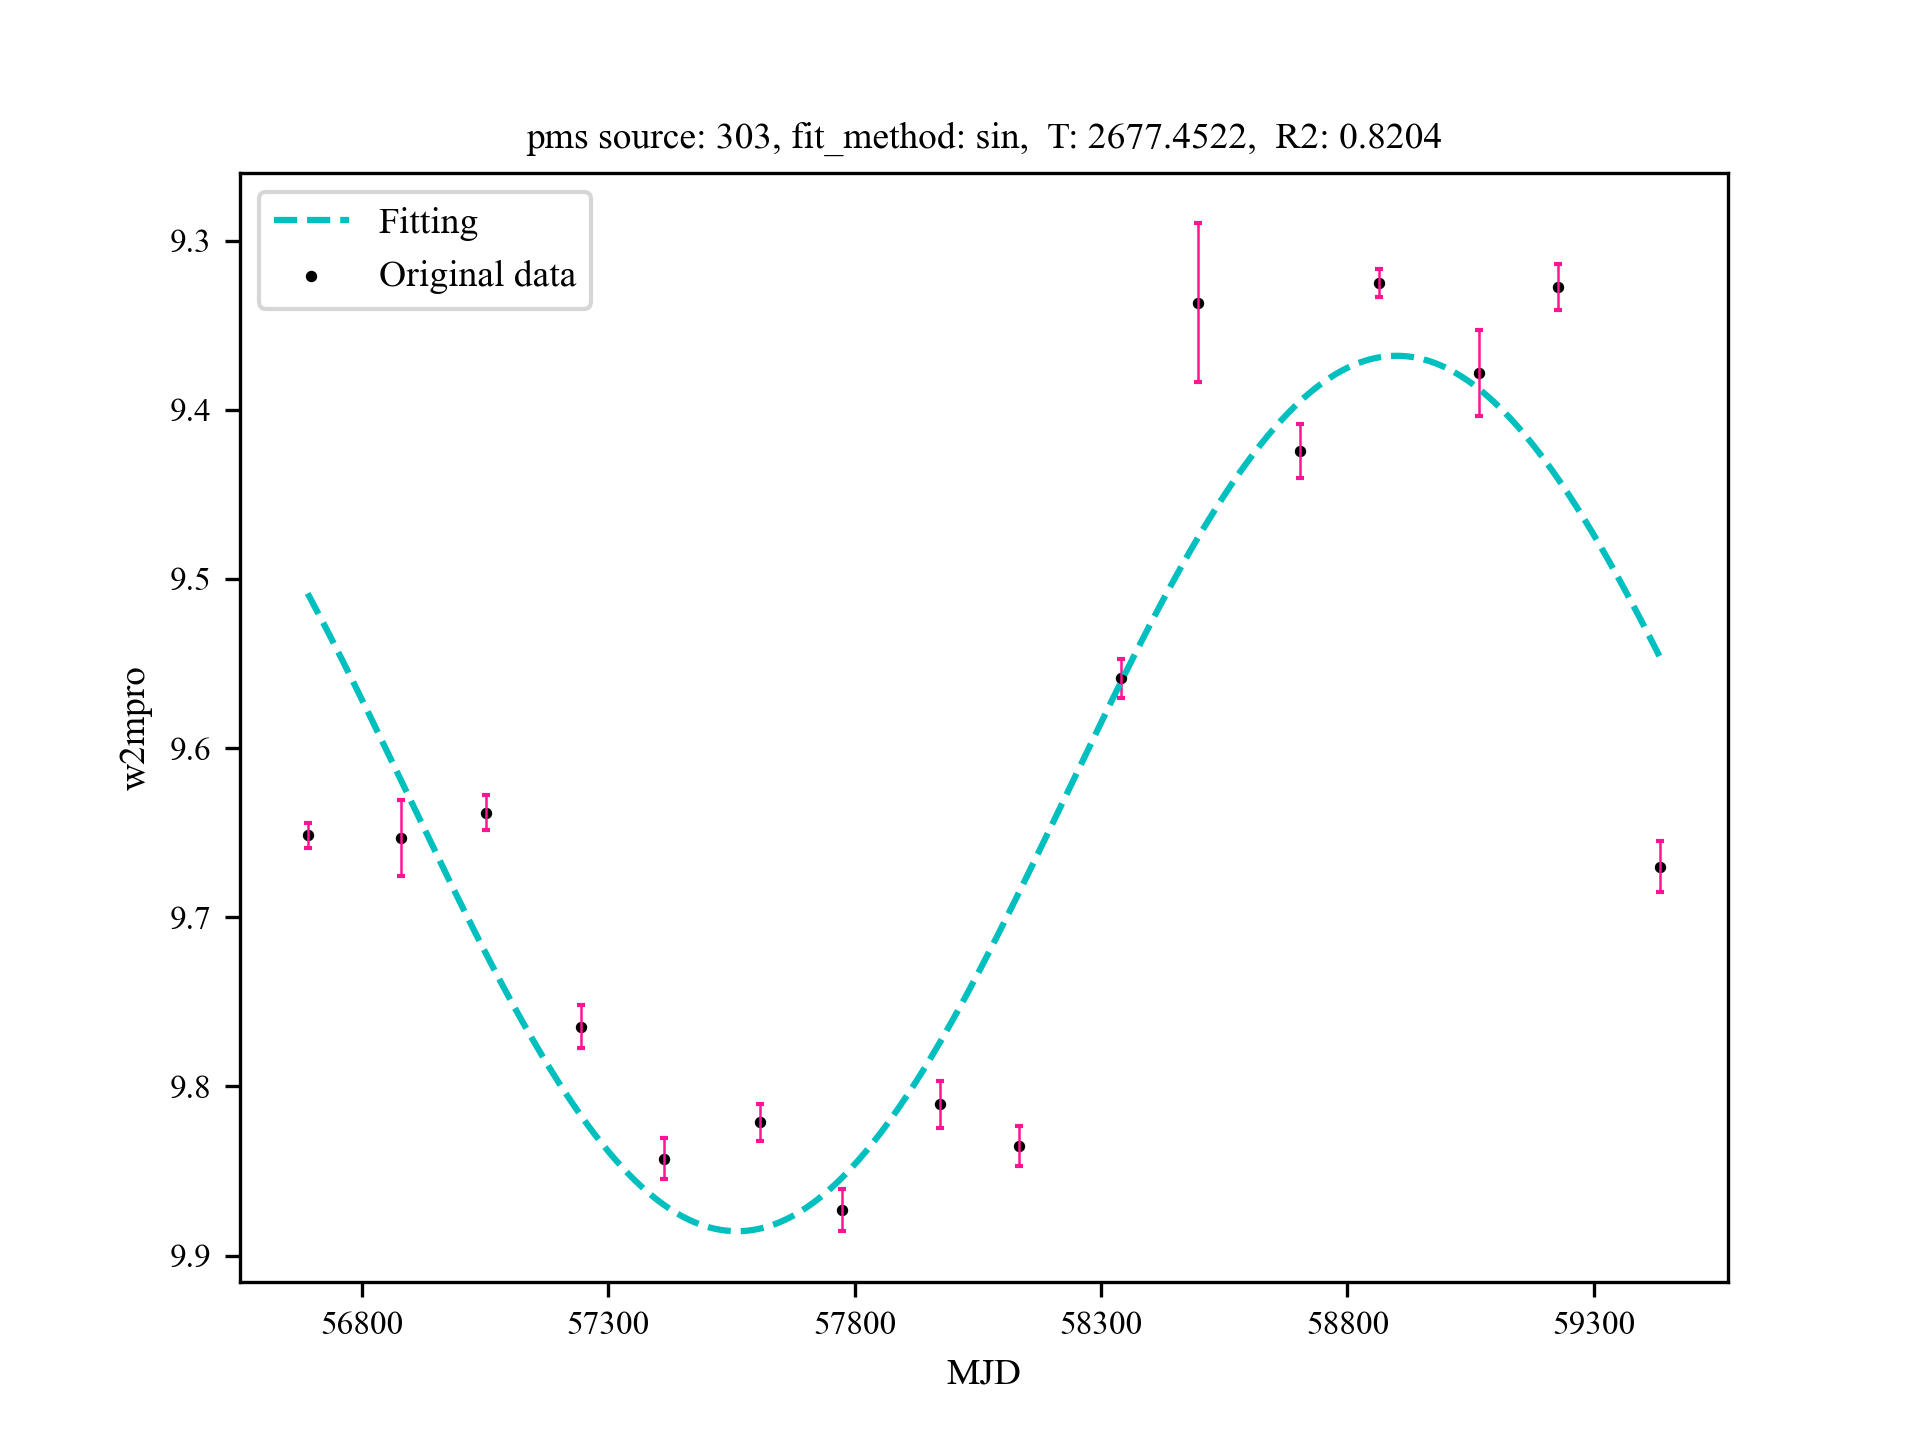 pms source: 303, fit_method: sin, T: 2677.4522, R2: 0.8204
Fitting
Original data
9.3
9.4
9.5
9.6
9.7
9.8
9.9
w2mpro
56800 57300 57800 58300 58800 59300
MJD